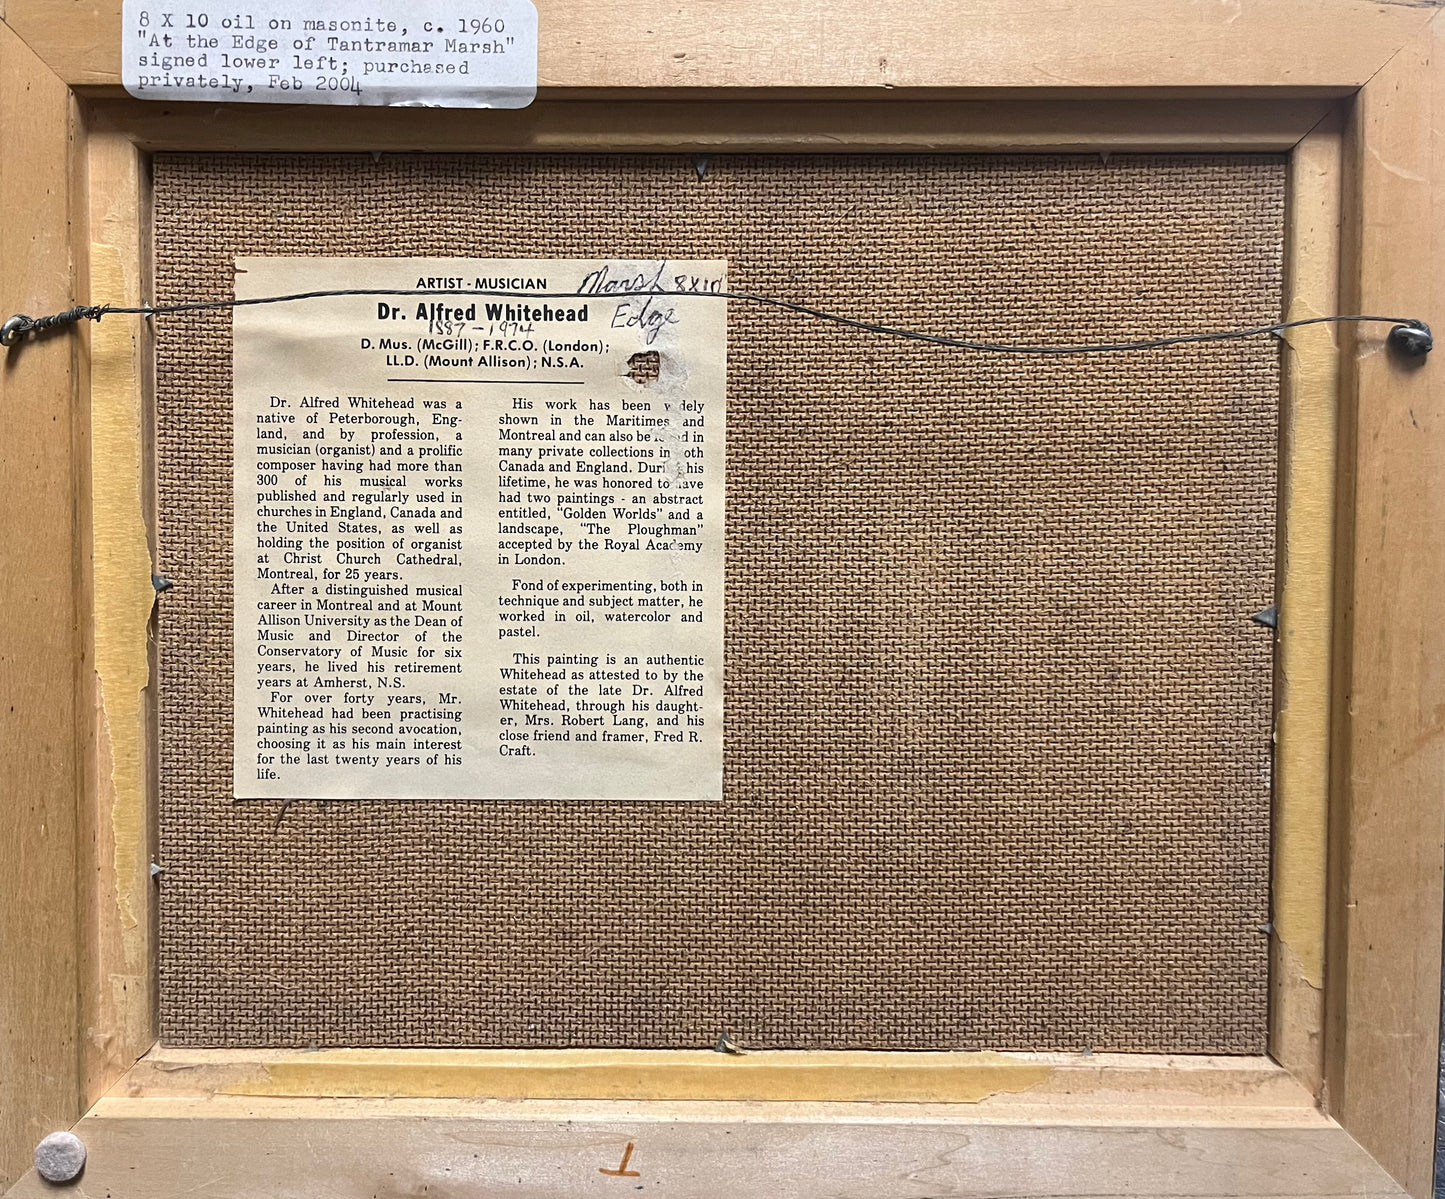 8 X 10 oil on masonite, c. 1960
"At the Edge of Tantramar Marsh"
signed lower left; purchased
privately, Feb 2004
ARTIST - MUSICIAN
Marsh 8X10
Dr. Alfred Whitehead
Edge
1887 - 1974
D. Mus. (McGill); F.R.C.O. (London);
LL.D. (Mount Allison); N.S.A.
Dr. Alfred Whitehead was a
native of Peterborough, Eng-
land, and by profession, a
musician (organist) and a prolific
composer having had more than
300 of his musical works
published and regularly used in
churches in England, Canada and
the United States, as well as
holding the position of organist
at Christ Church Cathedral,
Montreal, for 25 years.
After a distinguished musical
career in Montreal and at Mount
Allison University as the Dean of
Music and Director of the
Conservatory of Music for six
years, he lived his retirement
years at Amherst, N.S.
For over forty years, Mr.
Whitehead had been practising
painting as his second avocation,
choosing it as his main interest
for the last twenty years of his
life.
His work has been widely
shown in the Maritimes and
Montreal and can also be found in
many private collections in both
Canada and England. During his
lifetime, he was honored to have
had two paintings - an abstract
entitled, "Golden Worlds" and a
landscape, "The Ploughman"
accepted by the Royal Academy
in London.
Fond of experimenting, both in
technique and subject matter, he
worked in oil, watercolor and
pastel.
This painting is an authentic
Whitehead as attested to by the
estate of the late Dr. Alfred
Whitehead, through his daught-
er, Mrs. Robert Lang, and his
close friend and framer, Fred R.
Craft.